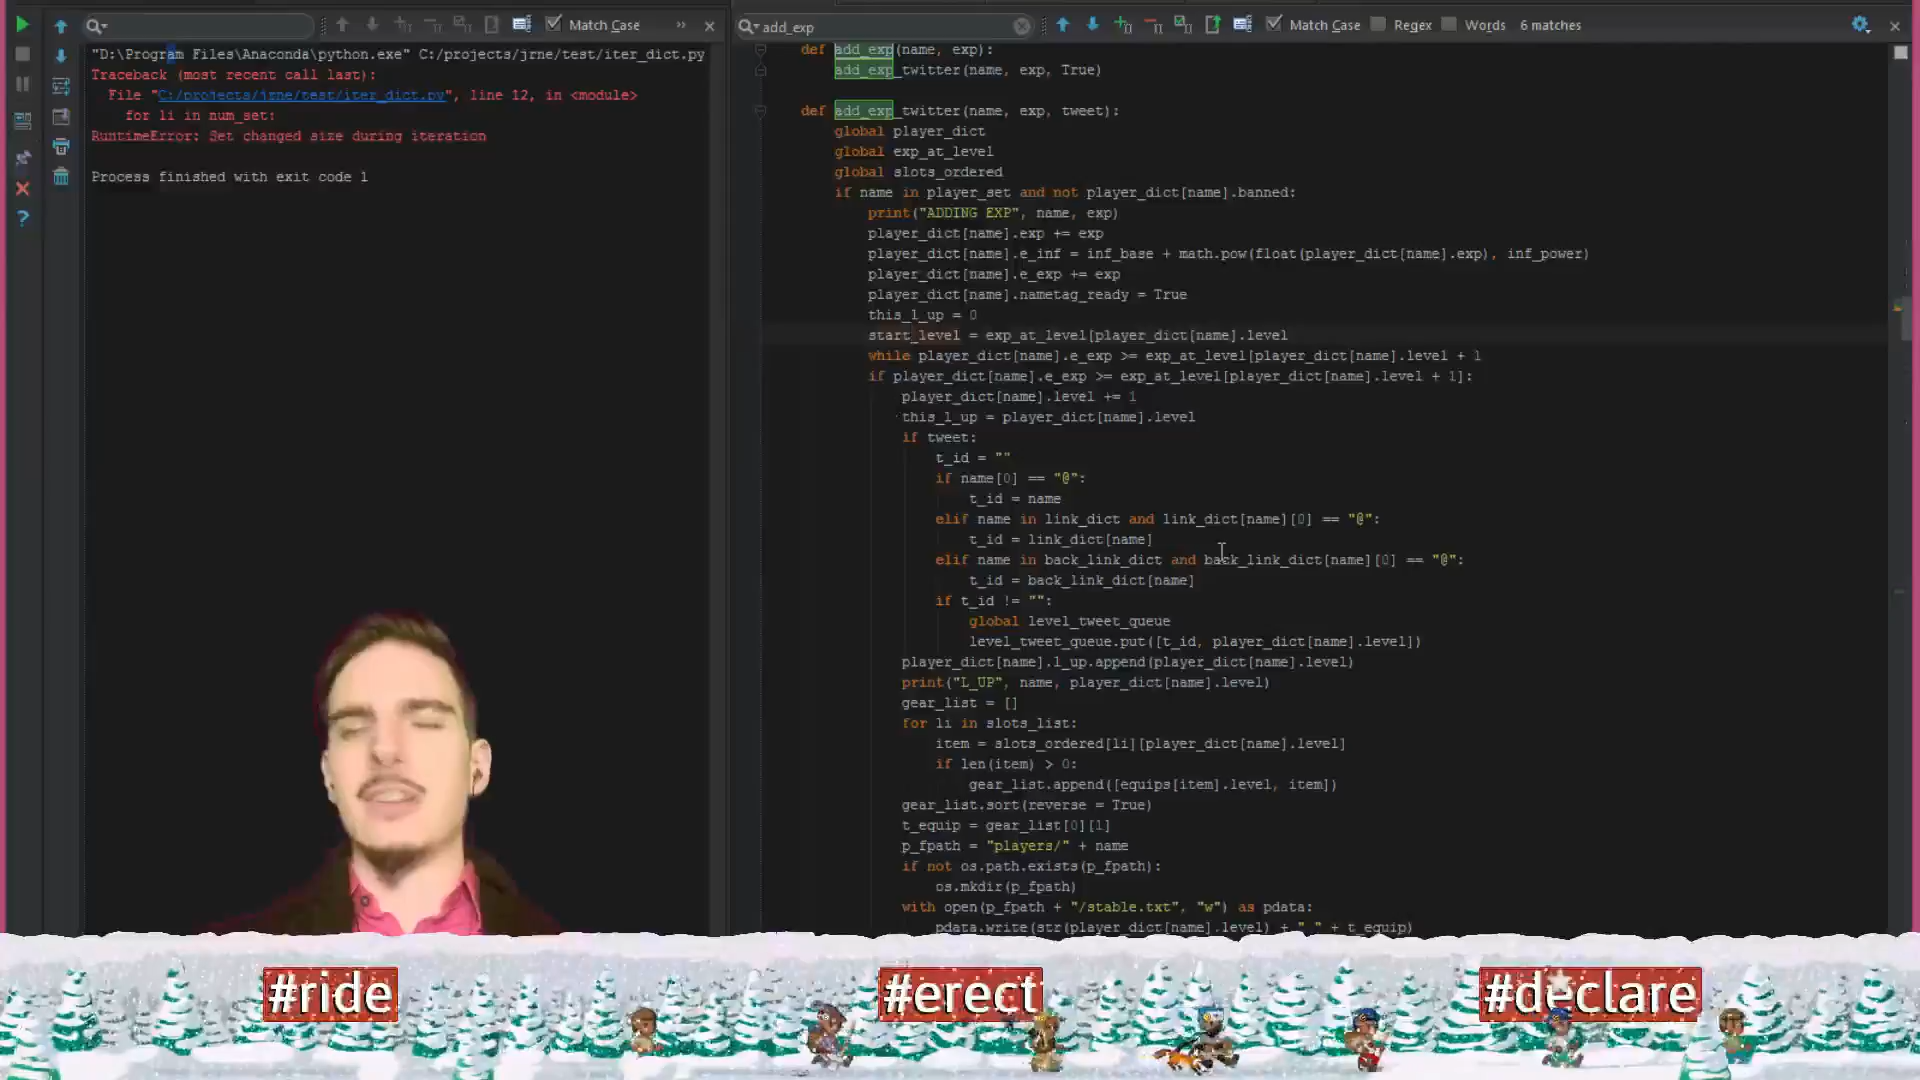 Match Case
"D:\Program Files\Anaconda\python.exe" C:/projects/jrne/test/iter_dict.py
Traceback (most recent call last):
File "C:/projects/jrne/test/iter_dict.py", line 12, in <module>
for li in num_set:
RuntimeError: Set changed size during iteration
Process finished with exit code 1
add_exp
Match Case
Regex
Words
6 matches
def add_exp(name, exp):
add_exp_twitter(name, exp, True)
def add_exp_twitter(name, exp, tweet):
global player_dict
global exp_at_level
global slots_ordered
if name in player_set and not player_dict[name].banned:
print("ADDING EXP", name, exp)
player_dict[name].exp += exp
player_dict[name].e_inf = inf_base + math.pow(float(player_dict[name].exp), inf_power)
player_dict[name].e_exp += exp
player_dict[name].nametag_ready = True
this_l_up = 0
start_level = exp_at_level[player_dict[name].level
while player_dict[name].e_exp >= exp_at_level[player_dict[name].level + 1
if player_dict[name].e_exp >= exp_at_level[player_dict[name].level + 1]:
player_dict[name].level += 1
this_l_up = player_dict[name].level
if tweet:
t_id = ""
if name[0] == "@":
t_id = name
elif name in link_dict and link_dict[name][0] == "@":
t_id = link_dict[name]
elif name in back_link_dict and back_link_dict[name][0] == "@":
t_id = back_link_dict[name]
if t_id != "":
global level_tweet_queue
level_tweet_queue.put([t_id, player_dict[name].level])
player_dict[name].l_up.append(player_dict[name].level)
print("L_UP", name, player_dict[name].level)
gear_list = []
for li in slots_list:
item = slots_ordered[li][player_dict[name].level]
if len(item) > 0:
gear_list.append([equips[item].level, item])
gear_list.sort(reverse = True)
t_equip = gear_list[0][1]
p_fpath = "players/" + name
if not os.path.exists(p_fpath):
os.mkdir(p_fpath)
with open(p_fpath + "/stable.txt", "w") as pdata:
pdata.write(str(player_dict[name].level) + " " + t_equip)
#ride
#erect
#declare